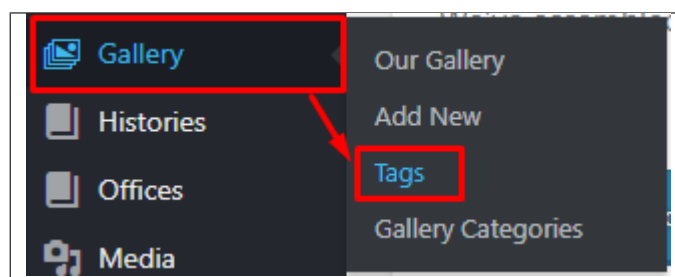 Gallery
Histories
Offices
Media
Our Gallery
Add New
Tags
Gallery Categories